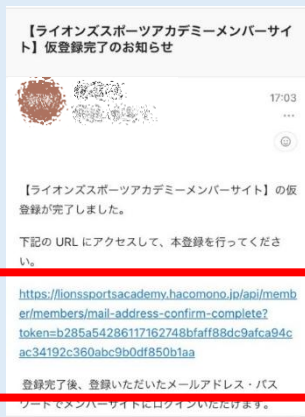 【ライオンズスポーツアカデミーメンバーサイ
ト】仮登録完了のお知らせ
17:03
【ライオンズスポーツアカデミーメンバーサイト】の仮
登録が完了しました。
下記の URL にアクセスして、本登録を行ってくださ
い。
https://lionssportsacademy.hacomono.jp/api/memb
er/members/mail-address-confirm-complete?
token=b285a54286117162748bfaff88dc9afca94c
ac34192c360abc9b0df850b1aa
登録完了後、登録いただいたメールアドレス・パス
ワードでメンバーサイトにログインいただけます。